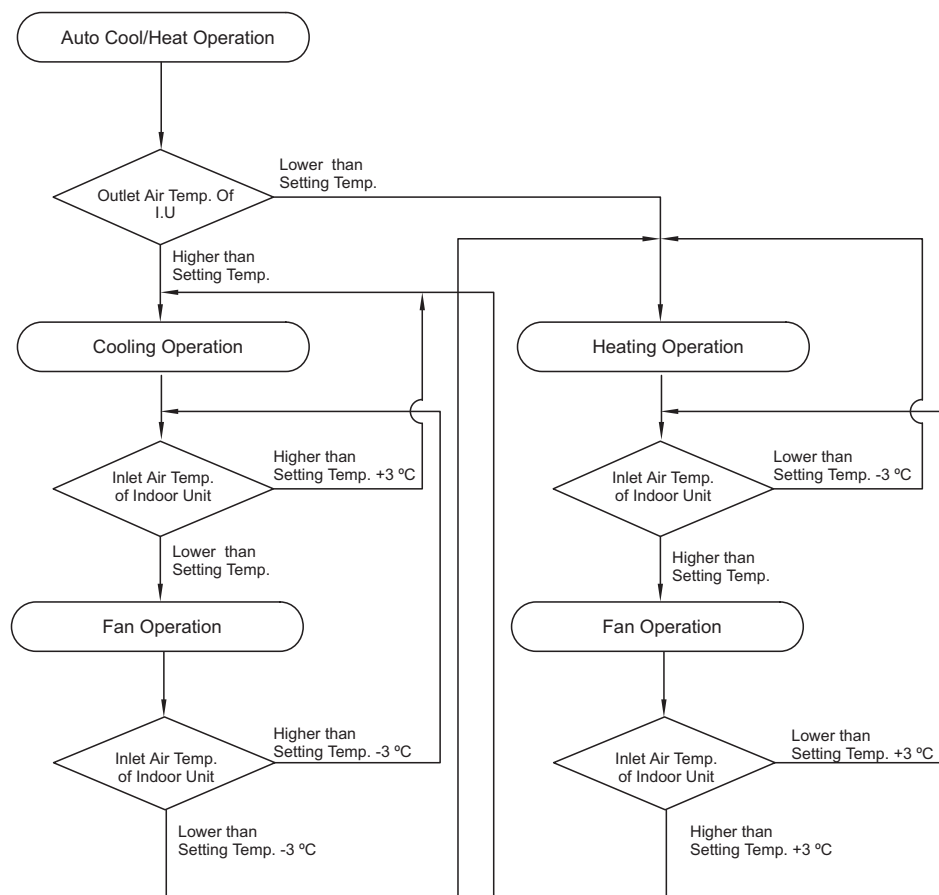 Auto Cool/Heat Operation
Lower than
Setting Temp.
Outlet Air Temp. Of
I.U
Higher than
Setting Temp.
Cooling Operation
Heating Operation
Inlet Air Temp.
of Indoor Unit
Higher than
Setting Temp. +3 ºC
Inlet Air Temp.
of Indoor Unit
Lower than
Setting Temp. -3 ºC
Lower than
Setting Temp.
Higher than
Setting Temp.
Fan Operation
Fan Operation
Inlet Air Temp.
of Indoor Unit
Higher than
Setting Temp. -3 ºC
Inlet Air Temp.
of Indoor Unit
Lower than
Setting Temp. +3 ºC
Lower than
Setting Temp. -3 ºC
Higher than
Setting Temp. +3 ºC